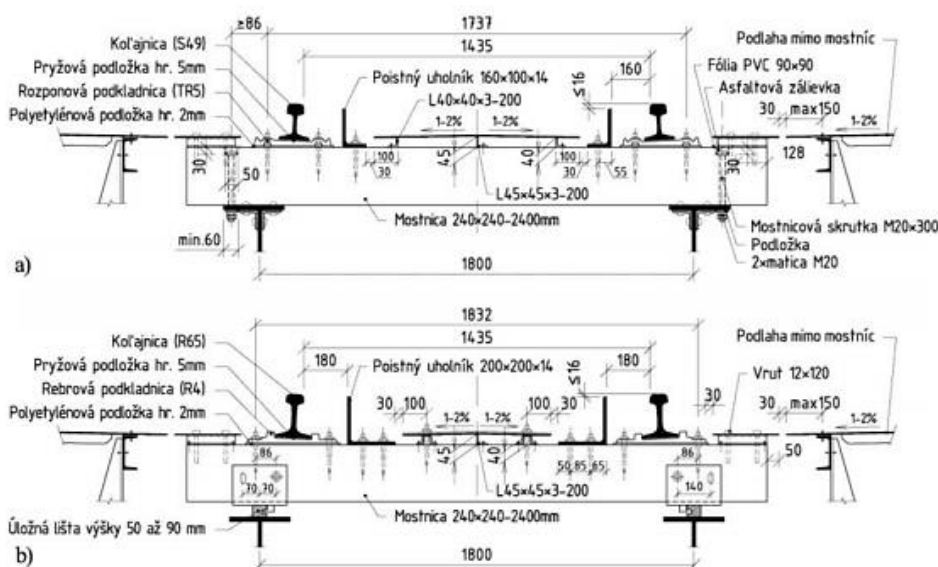 ≥86
1737
Koľajnica (S49)
1435
Podlaha mimo mostníc
Pryžová podložka hr. 5mm
Poistný uholník 160×100×14
≤16
160
Fólia PVC 90×90
Rozponová podkladnica (TR5)
L40×40×3-200
Asfaltová zálievka
Polyetylénová podložka hr. 2mm
1-2%
1-2%
30
max150
1-2%
30
50
100
30
45
40
100
30
55
30
128
L45×45×3-200
Mostnica 240×240-2400mm
Mostnicová skrutka M20×300
min.60
Podložka
2×matica M20
a)
1800
1832
Koľajnica (R65)
1435
Podlaha mimo mostníc
Pryžová podložka hr. 5mm
180
Poistný uholník 200×200×14
≤16
180
Vrut 12×120
Rebrová podkladnica (R4)
30
100
1-2%
1-2%
100
30
30
30
max150
1-2%
Polyetylénová podložka hr. 2mm
86
45
40
50
85
65
86
50
70
70
L45×45×3-200
140
Mostnica 240×240-2400mm
Úložná lišta výšky 50 až 90 mm
b)
1800